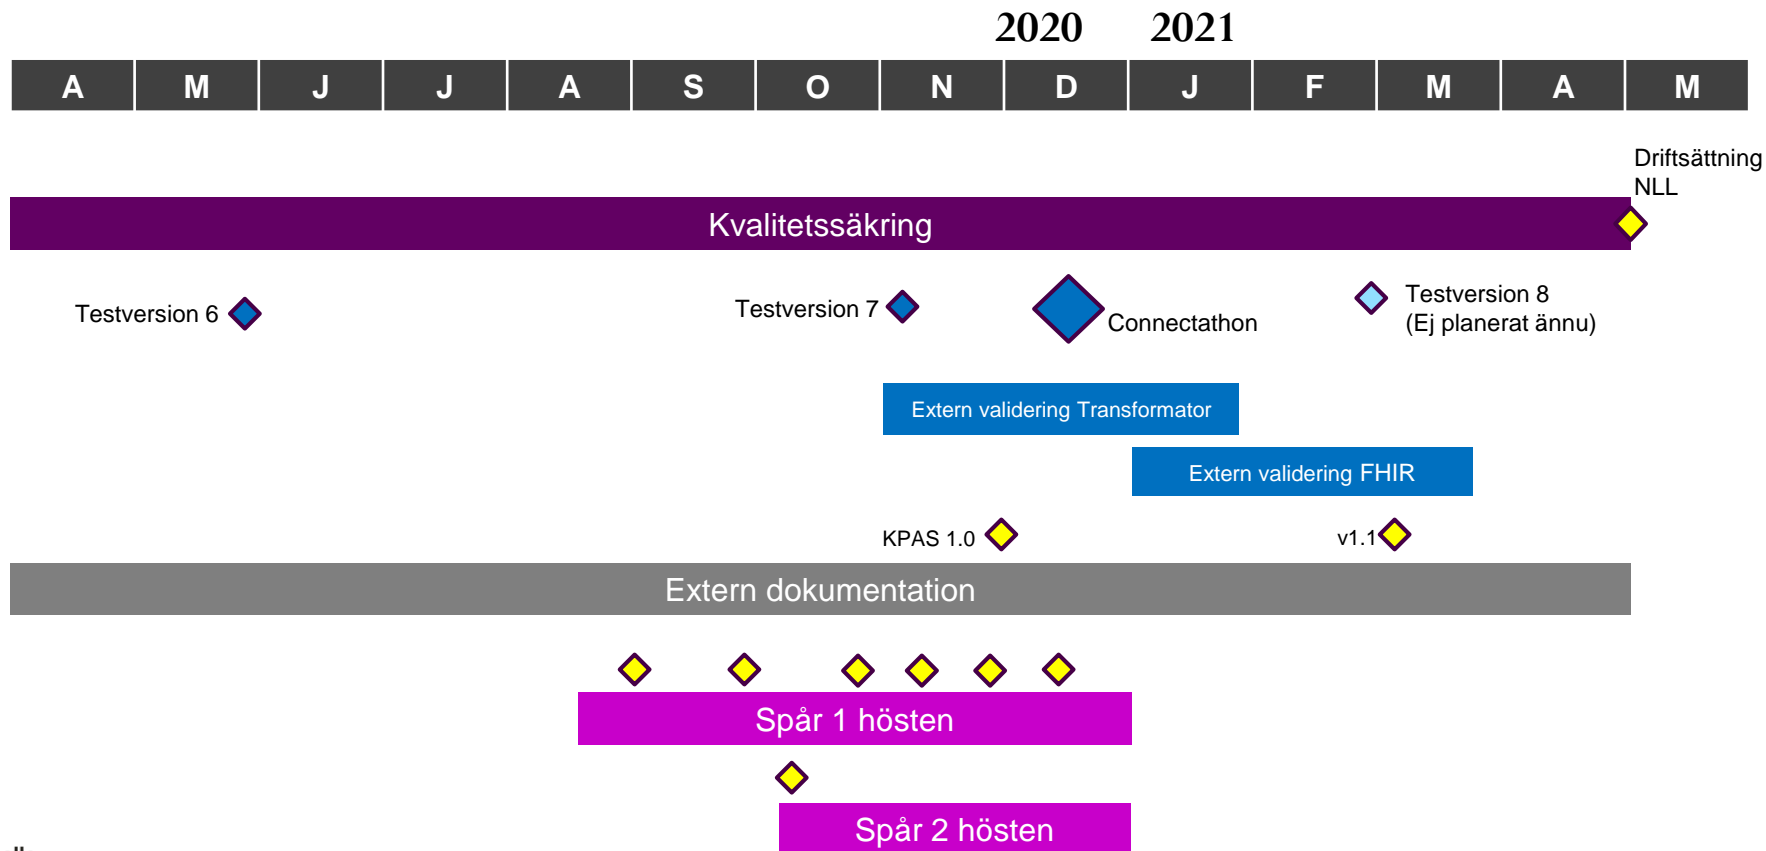 2020 2021
A M J J A S O N D J F M A M
Driftsättning
NLL
Kvalitetssäkring
Testversion 6
Testversion 7
Connectathon
Testversion 8
(Ej planerat ännu)
Extern validering Transformator
Extern validering FHIR
KPAS 1.0
v1.1
Extern dokumentation
Spår 1 hösten
Spår 2 hösten